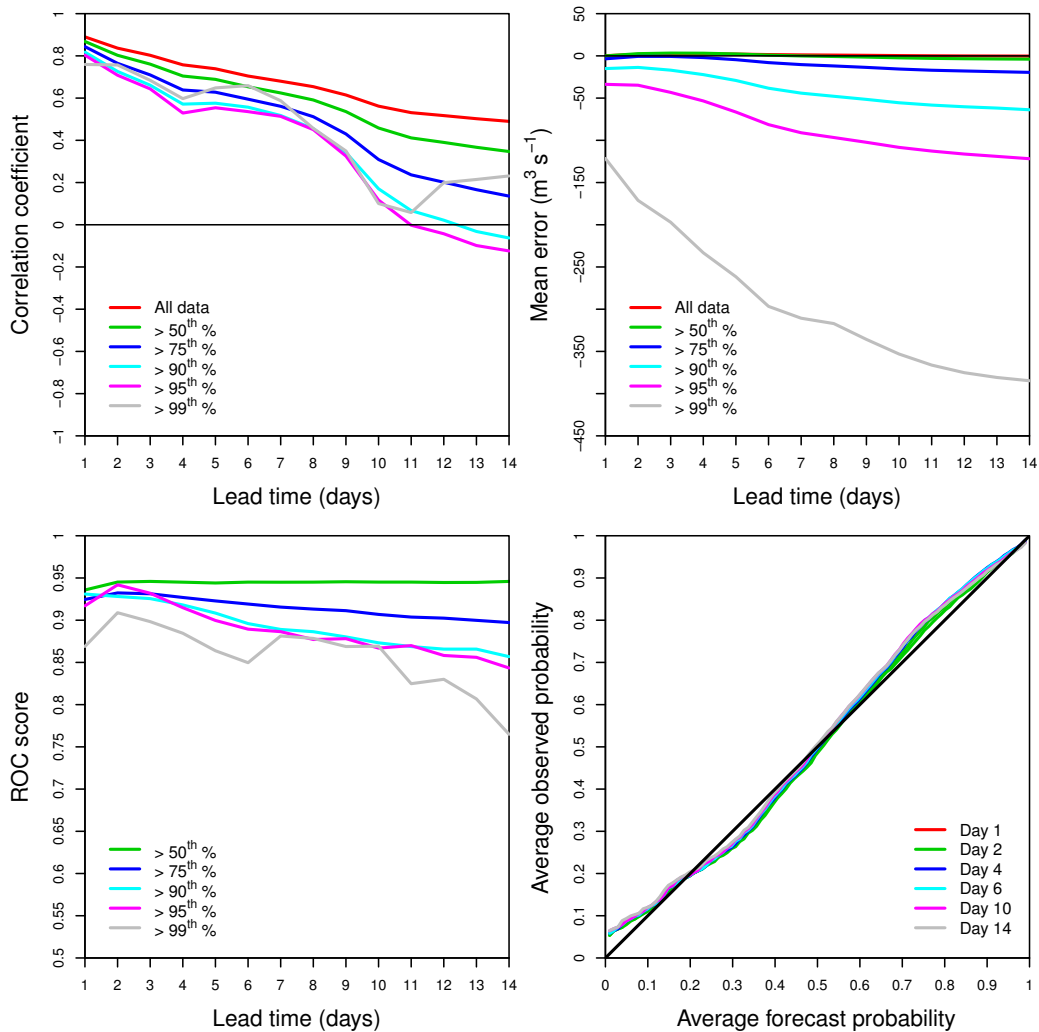 Correlation coefficient
1
0.8
0.6
0.4
0.2
0
−0.2
−0.4
−0.6
−0.8
−1
All data
> 50th %
> 75th %
> 90th %
> 95th %
> 99th %
1 2 3 4 5 6 7 8 9 10 11 12 13 14
Lead time (days)
Mean error (m³ s⁻¹)
50
0
−50
−150
−250
−350
−450
All data
> 50th %
> 75th %
> 90th %
> 95th %
> 99th %
1 2 3 4 5 6 7 8 9 10 11 12 13 14
Lead time (days)
ROC score
1
0.95
0.9
0.85
0.8
0.75
0.7
0.65
0.6
0.55
0.5
> 50th %
> 75th %
> 90th %
> 95th %
> 99th %
1 2 3 4 5 6 7 8 9 10 11 12 13 14
Lead time (days)
Average observed probability
1
0.9
0.8
0.7
0.6
0.5
0.4
0.3
0.2
0.1
0
Day 1
Day 2
Day 4
Day 6
Day 10
Day 14
0 0.1 0.2 0.3 0.4 0.5 0.6 0.7 0.8 0.9 1
Average forecast probability